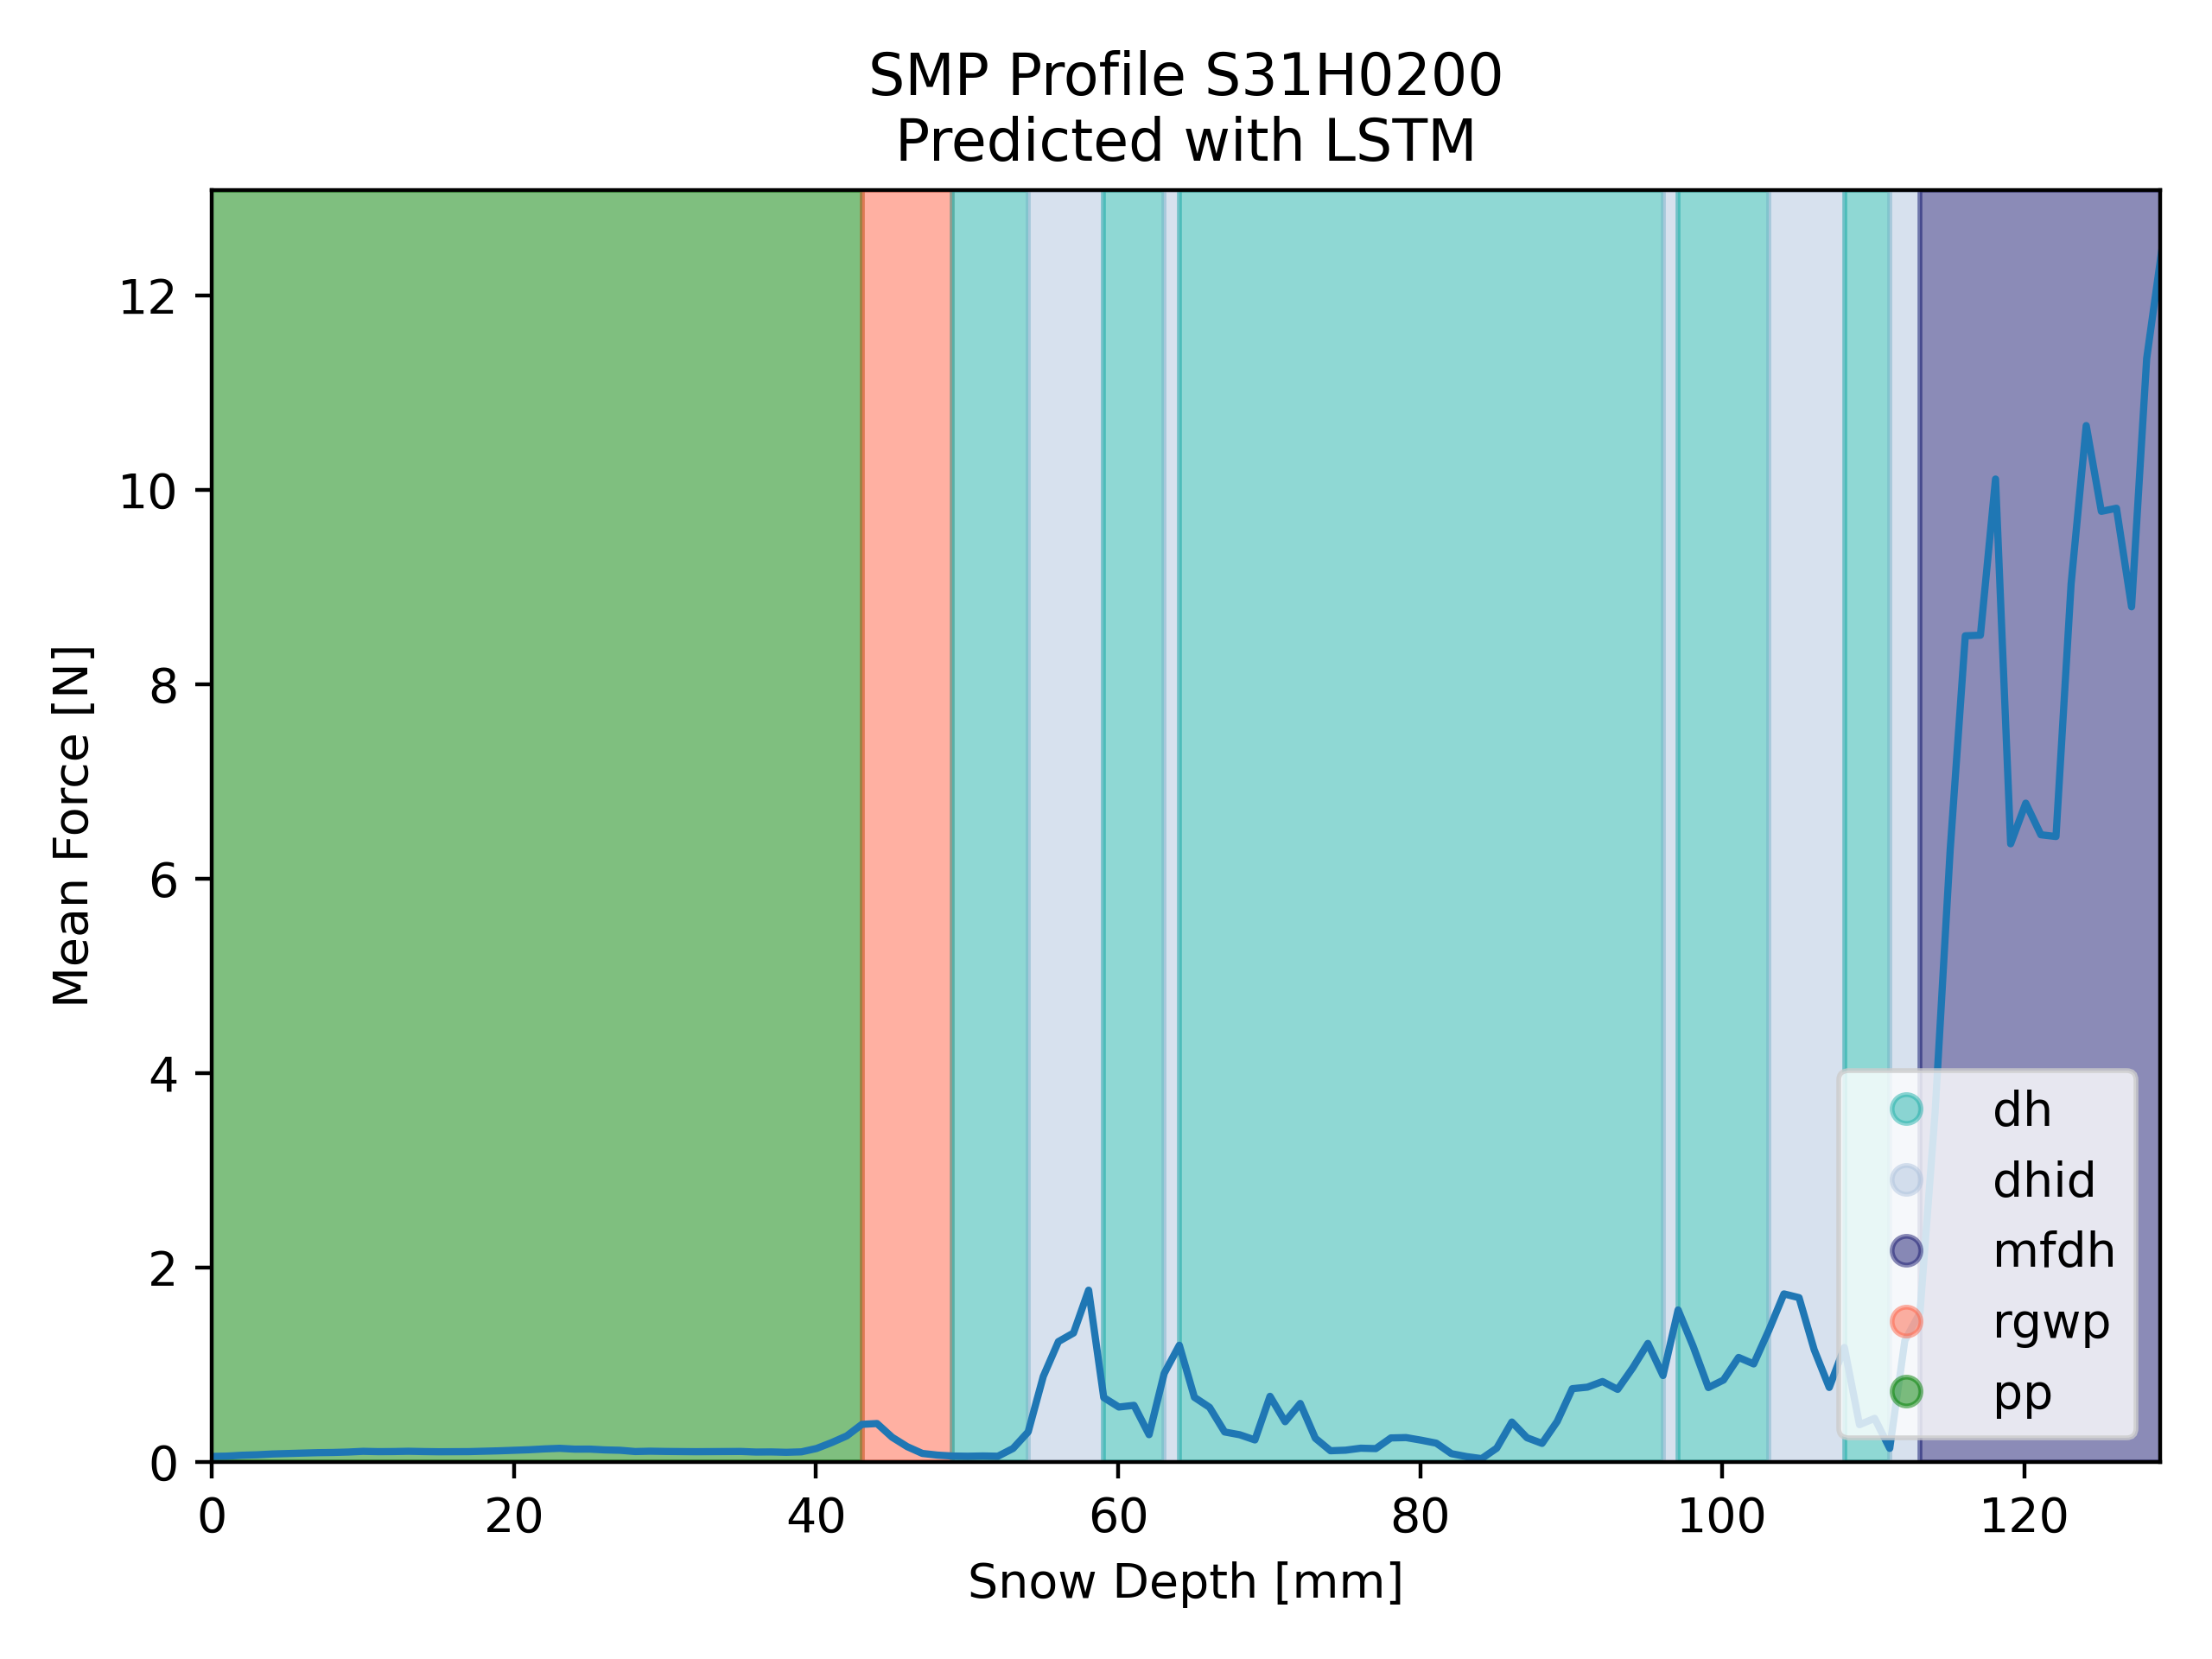 SMP Profile S31H0200
Predicted with LSTM
Mean Force [N]
12
10
8
6
4
2
0
dh
dhid
mfdh
rgwp
pp
0 20 40 60 80 100 120
Snow Depth [mm]